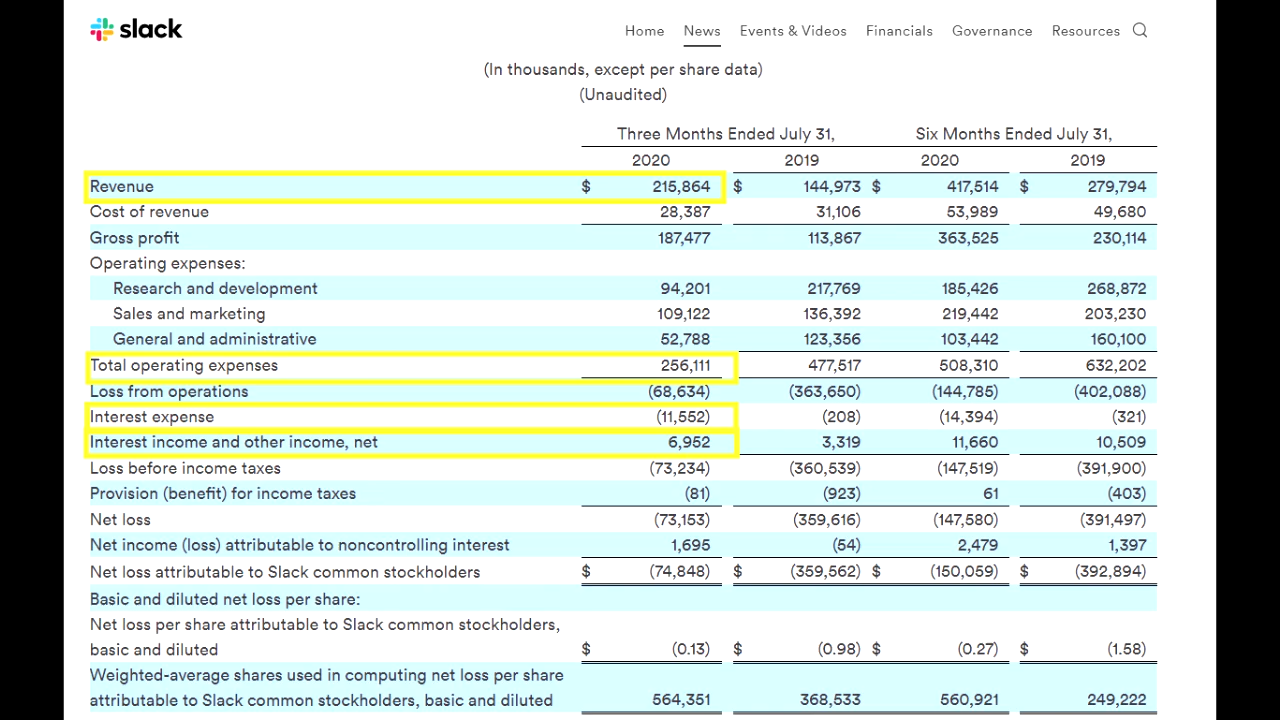 slack Home News Events & Videos Financials Governance Resources
(In thousands, except per share data)
(Unaudited)
Three Months Ended July 31, Six Months Ended July 31,
2020 2019 2020 2019
Revenue $ 215,864 $ 144,973 $ 417,514 $ 279,794
Cost of revenue 28,387 31,106 53,989 49,680
Gross profit 187,477 113,867 363,525 230,114
Operating expenses:
Research and development 94,201 217,769 185,426 268,872
Sales and marketing 109,122 136,392 219,442 203,230
General and administrative 52,788 123,356 103,442 160,100
Total operating expenses 256,111 477,517 508,310 632,202
Loss from operations (68,634) (363,650) (144,785) (402,088)
Interest expense (11,552) (208) (14,394) (321)
Interest income and other income, net 6,952 3,319 11,660 10,509
Loss before income taxes (73,234) (360,539) (147,519) (391,900)
Provision (benefit) for income taxes (81) (923) 61 (403)
Net loss (73,153) (359,616) (147,580) (391,497)
Net income (loss) attributable to noncontrolling interest 1,695 (54) 2,479 1,397
Net loss attributable to Slack common stockholders $ (74,848) $ (359,562) $ (150,059) $ (392,894)
Basic and diluted net loss per share:
Net loss per share attributable to Slack common stockholders,
basic and diluted $ (0.13) $ (0.98) $ (0.27) $ (1.58)
Weighted-average shares used in computing net loss per share
attributable to Slack common stockholders, basic and diluted 564,351 368,533 560,921 249,222